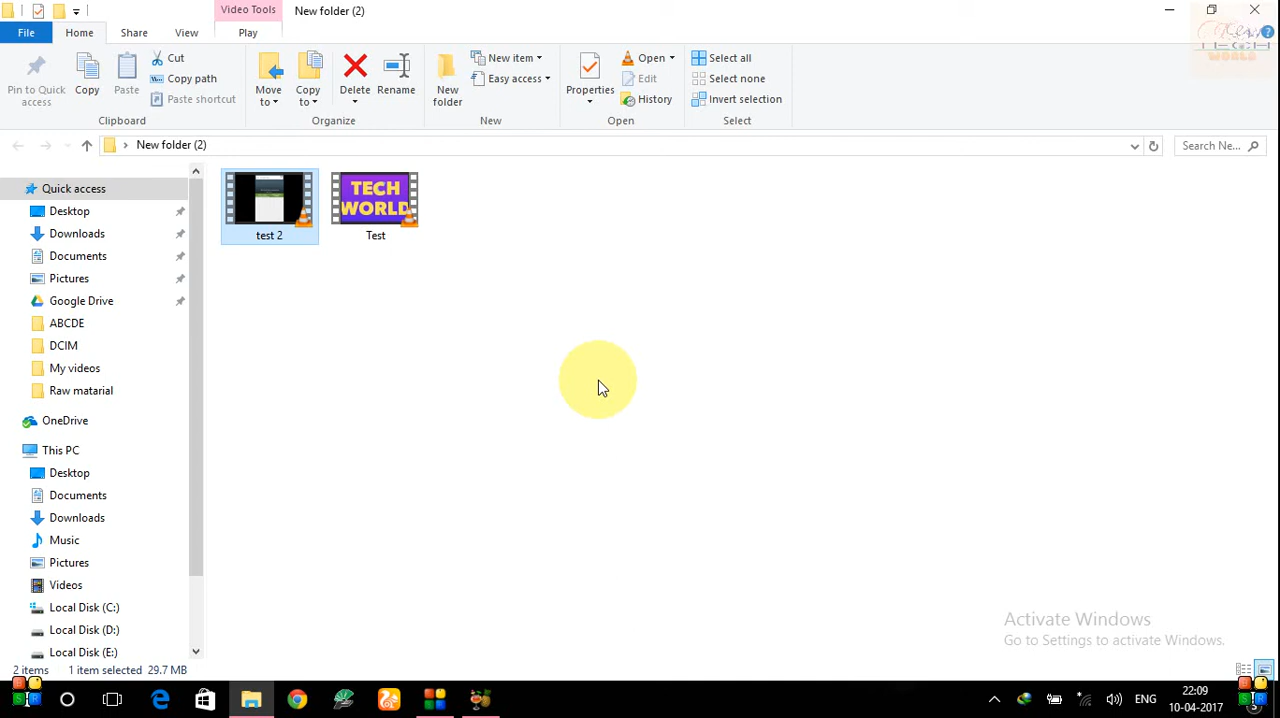 Video Tools
New folder (2)
File
Home
Share
View
Play
Pin to Quick access
Copy
Paste
Cut
Copy path
Paste shortcut
Clipboard
Move to
Copy to
Delete
Rename
Organize
New folder
New item
Easy access
New
Properties
Open
Edit
History
Open
Select all
Select none
Invert selection
Select
TECH
WORLD
New folder (2)
Search Ne...
Quick access
Desktop
Downloads
Documents
Pictures
Google Drive
ABCDE
DCIM
My videos
Raw matarial
OneDrive
This PC
Desktop
Documents
Downloads
Music
Pictures
Videos
Local Disk (C:)
Local Disk (D:)
Local Disk (E:)
TECH
WORLD
test 2
Test
Activate Windows
Go to Settings to activate Windows.
2 items
1 item selected 29.7 MB
S R
ENG
22:09
10-04-2017